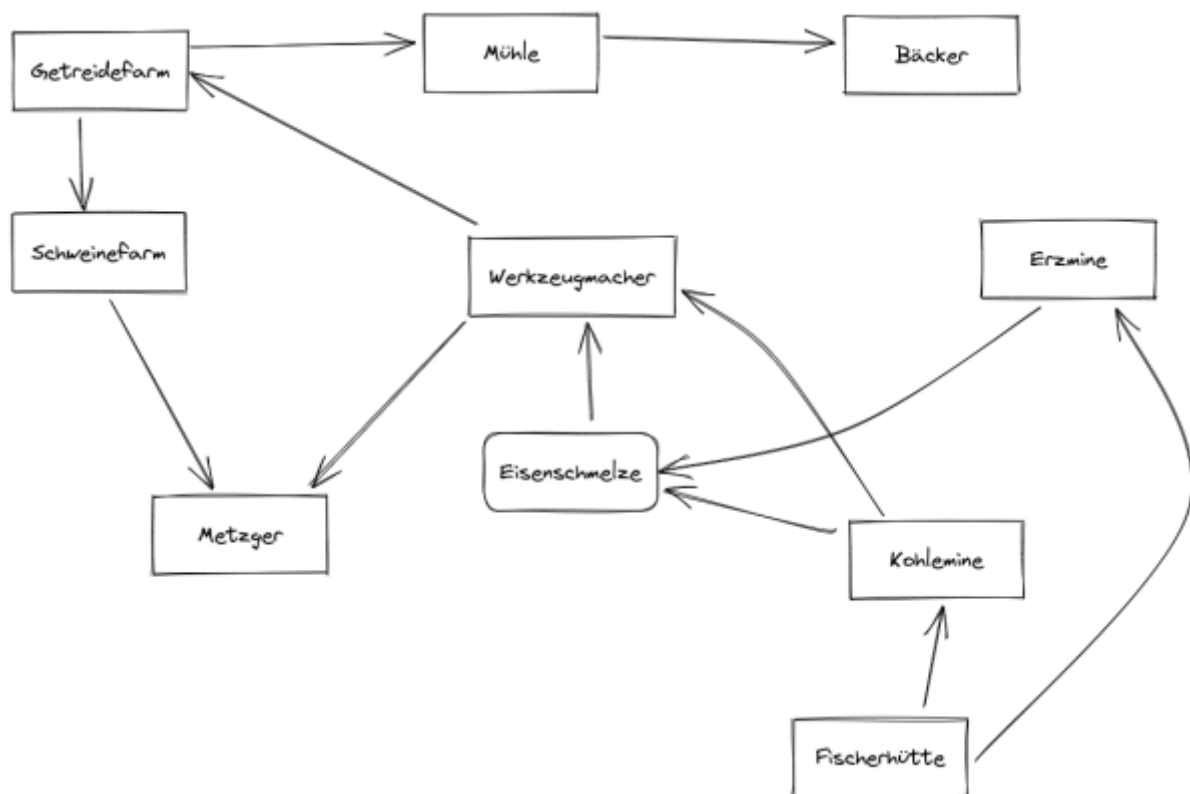 Getreidefarm
Mühle
Bäcker
Schweinefarm
Werkzeugmacher
Erzmine
Eisenschmelze
Metzger
Kohlemine
Fischerhütte